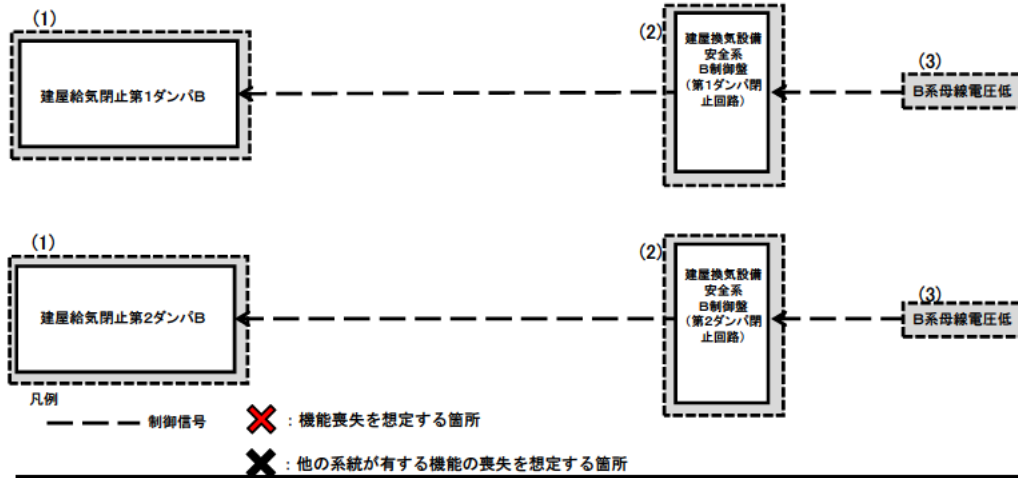 (1)
建屋給気閉止第1ダンパB
(2)
建屋換気設備
安全系
B制御盤
(第1ダンパ閉
止回路)
(3)
B系母線電圧低
(1)
建屋給気閉止第2ダンパB
(2)
建屋換気設備
安全系
B制御盤
(第2ダンパ閉
止回路)
(3)
B系母線電圧低
凡例
制御信号
：機能喪失を想定する箇所
：他の系統が有する機能の喪失を想定する箇所